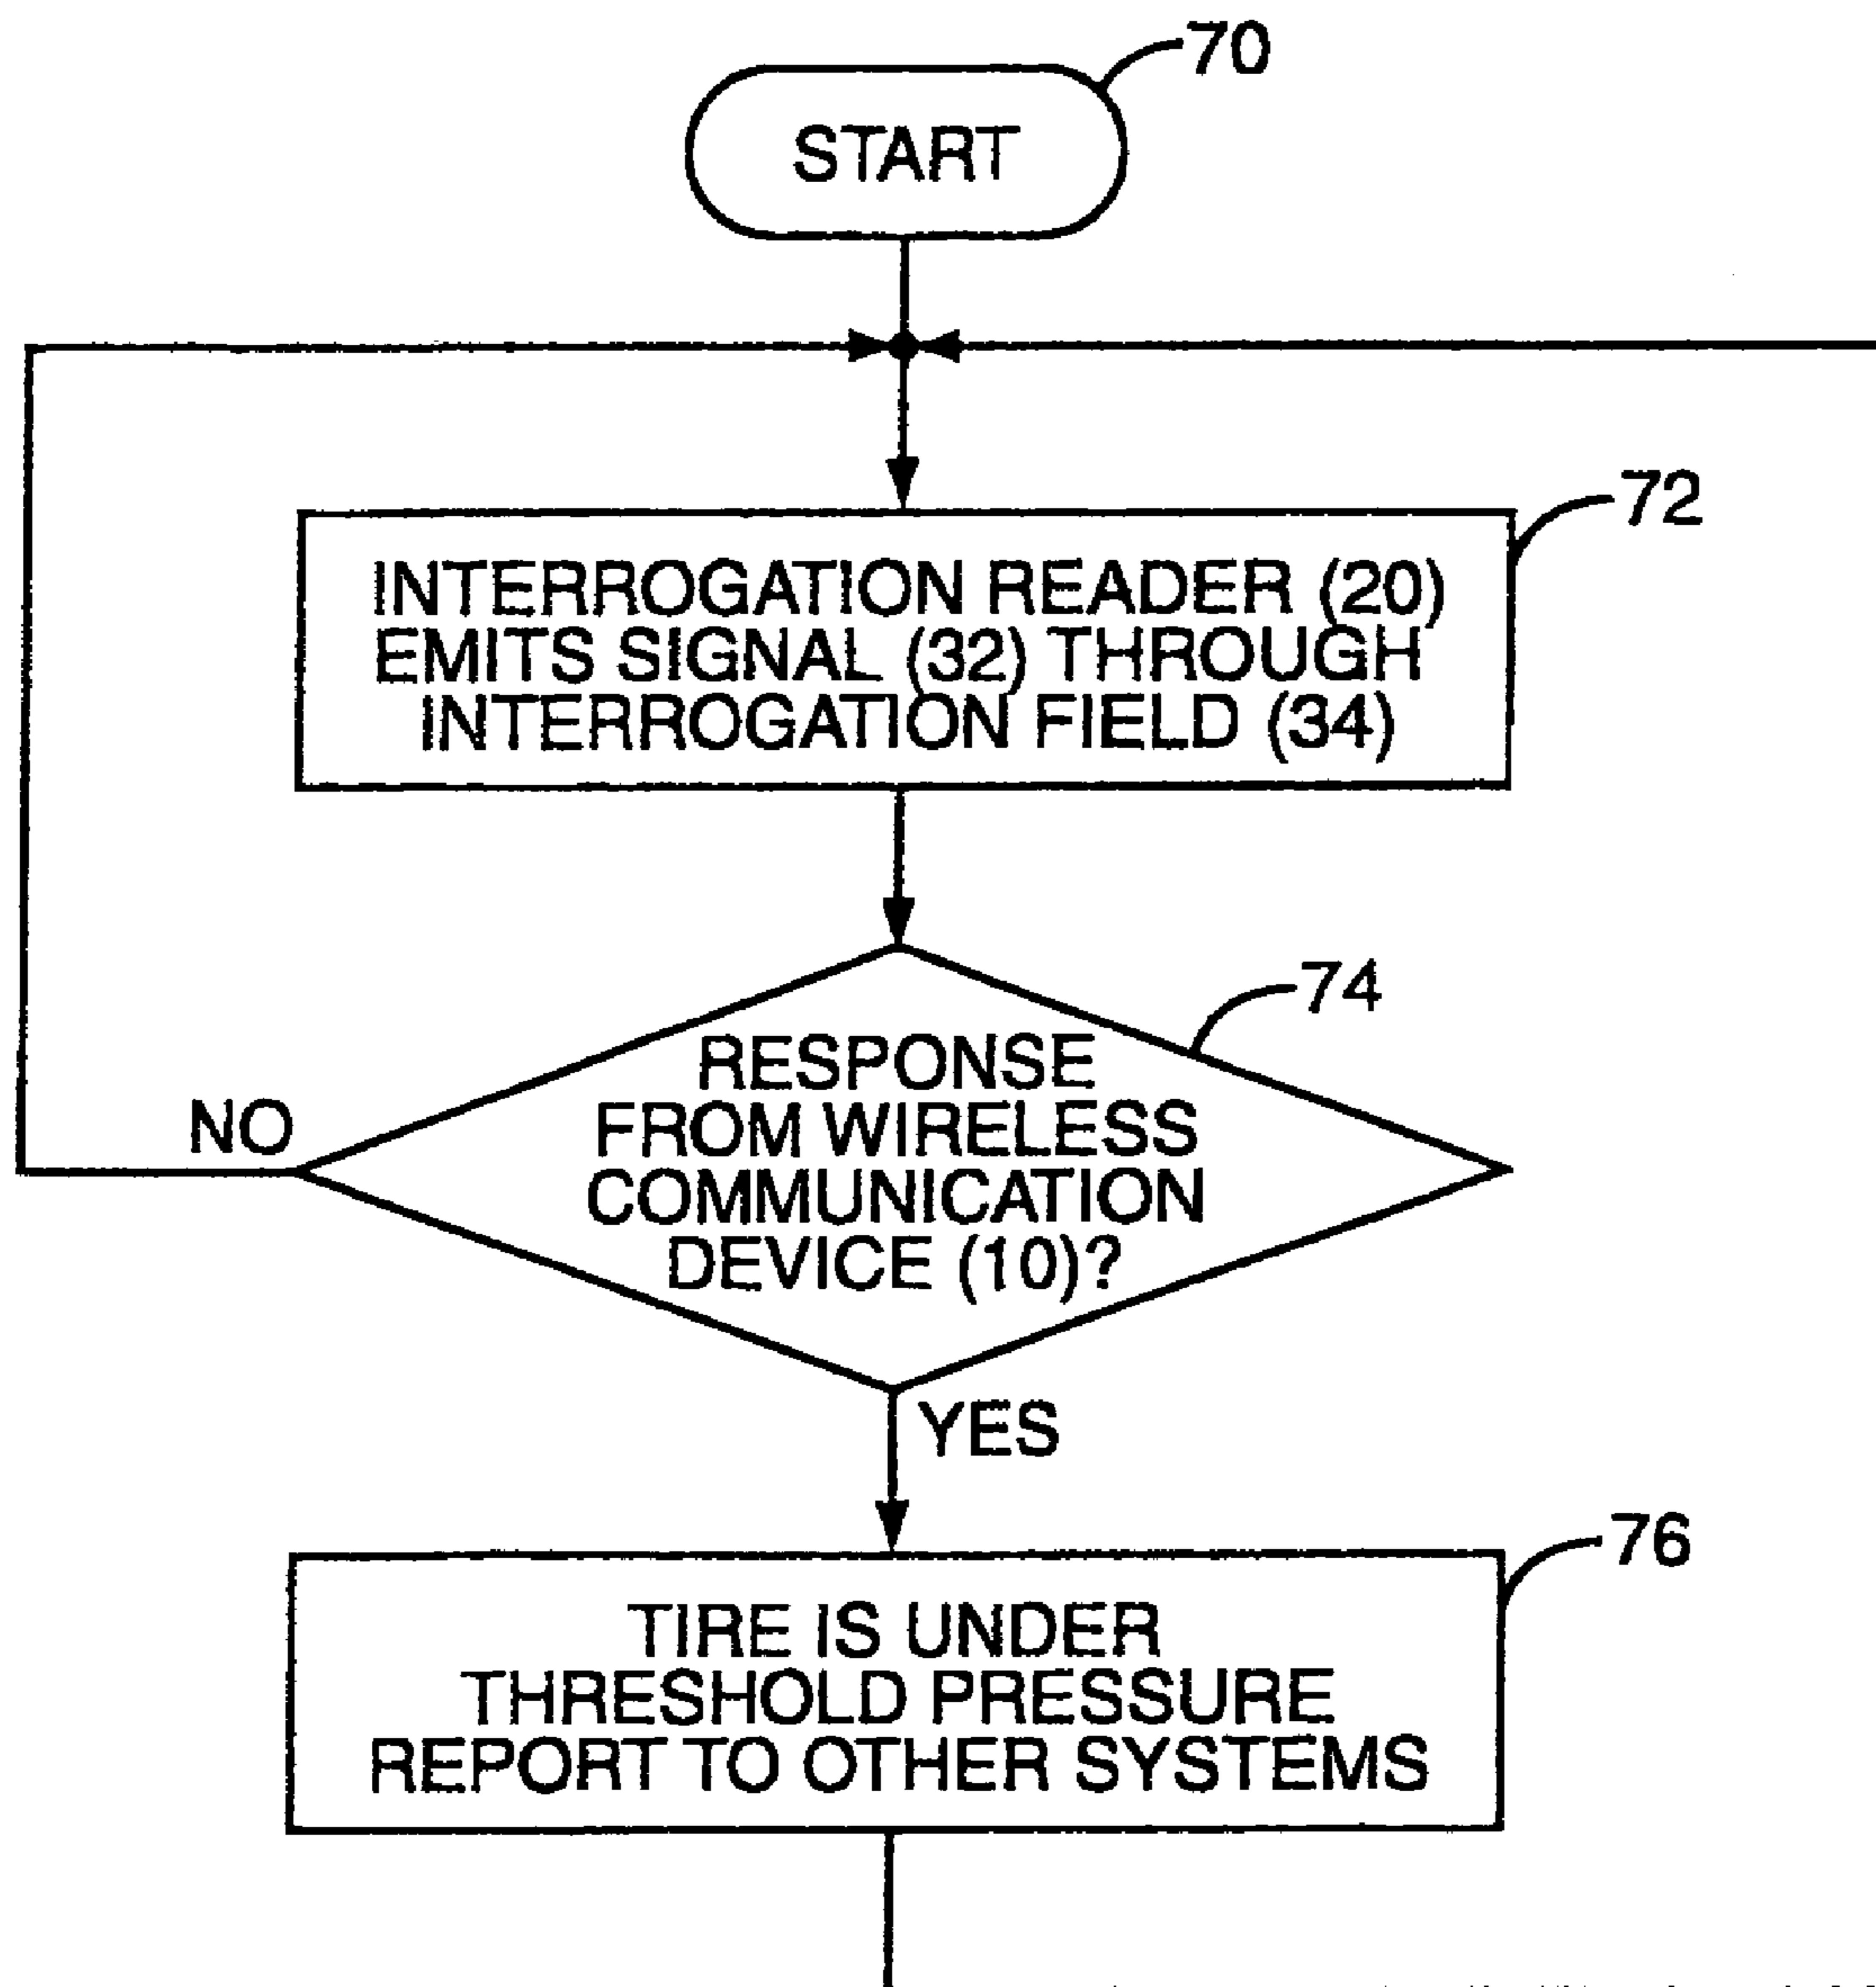 70
START
72
INTERROGATION READER (20)
EMITS SIGNAL (32) THROUGH
INTERROGATION FIELD (34)
74
RESPONSE
FROM WIRELESS
COMMUNICATION
DEVICE (10)?
NO
YES
76
TIRE IS UNDER
THRESHOLD PRESSURE
REPORT TO OTHER SYSTEMS